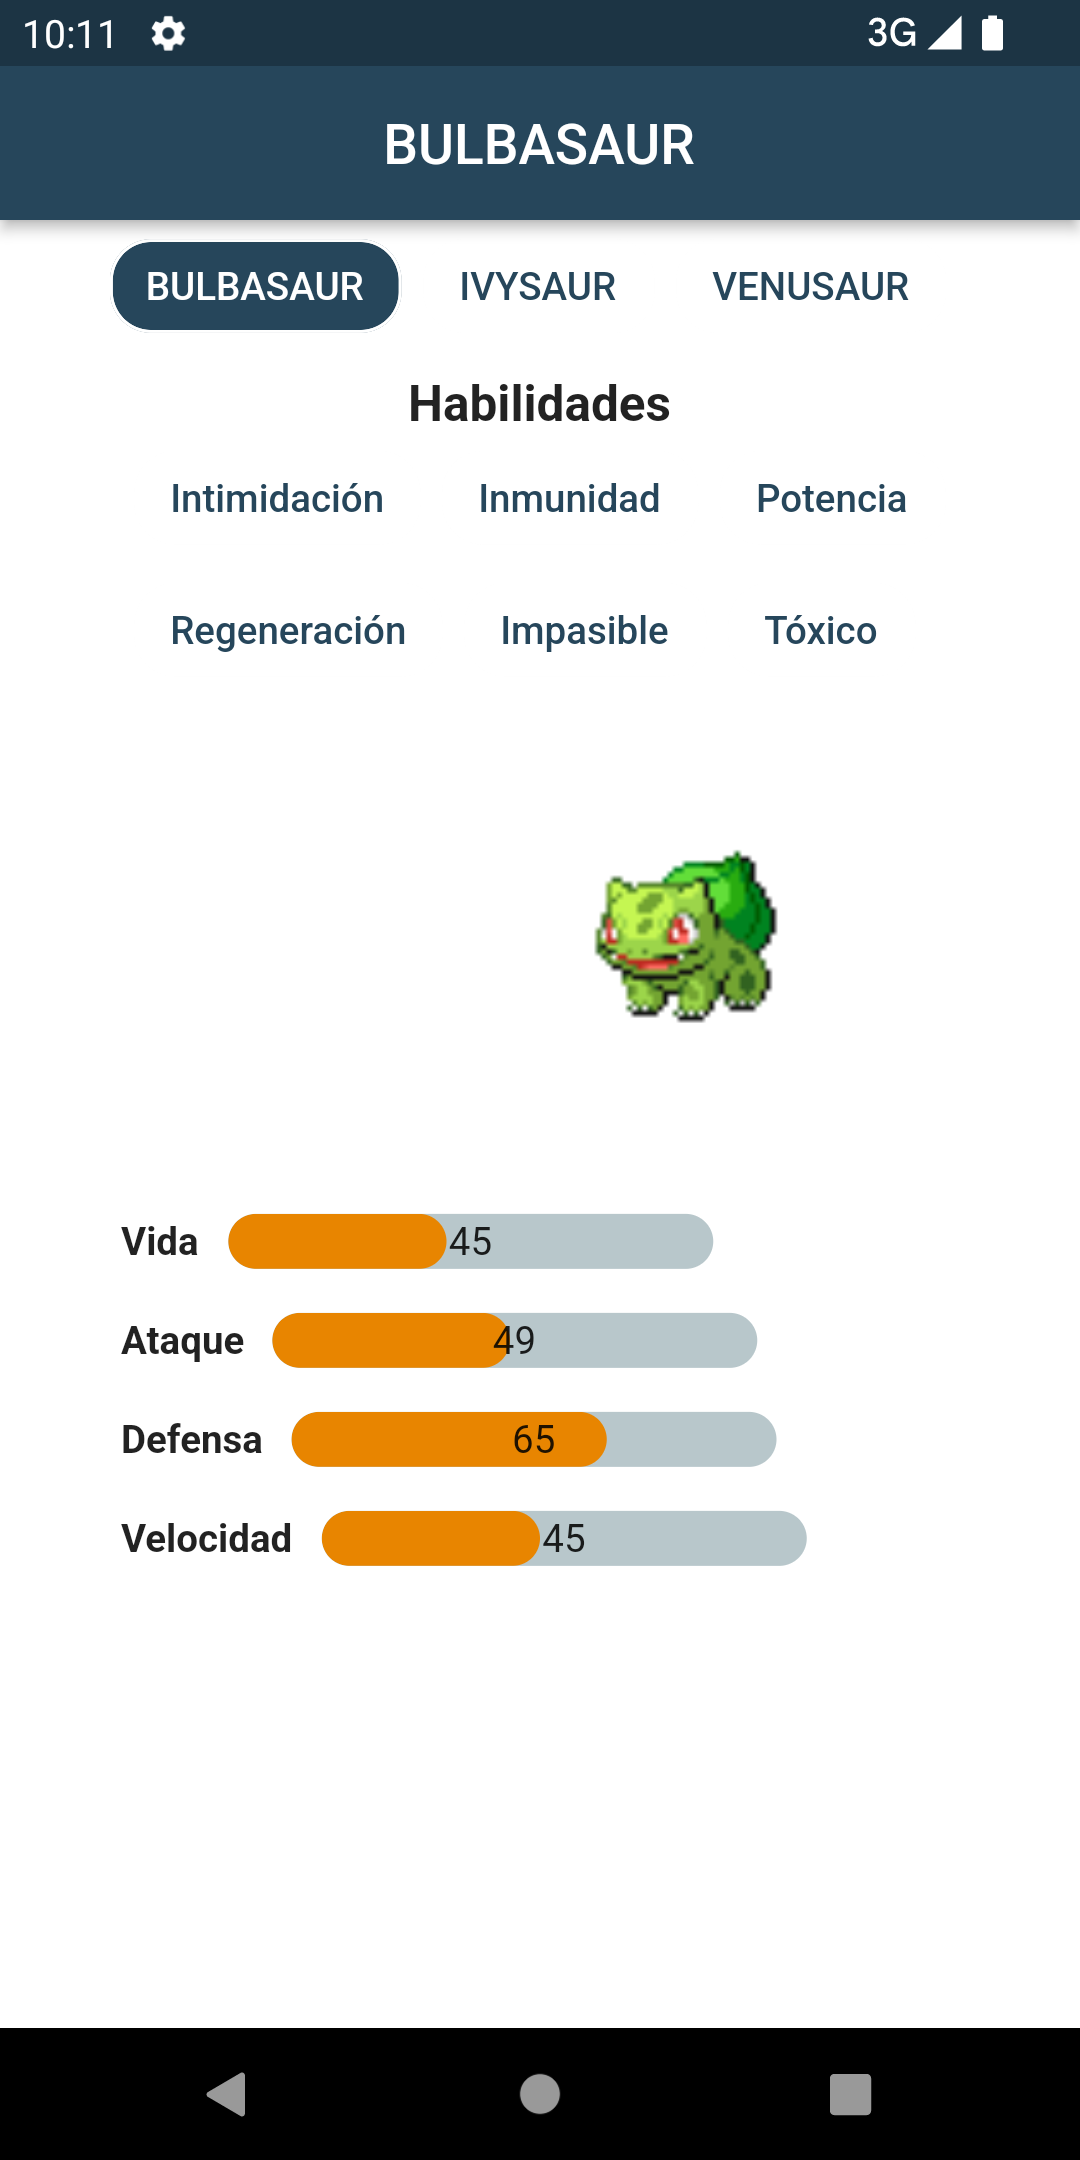 10:11 3G
BULBASAUR
BULBASAUR IVYSAUR VENUSAUR
Habilidades
Intimidación Inmunidad Potencia
Regeneración Impasible Tóxico
Vida 45
Ataque 49
Defensa 65
Velocidad 45